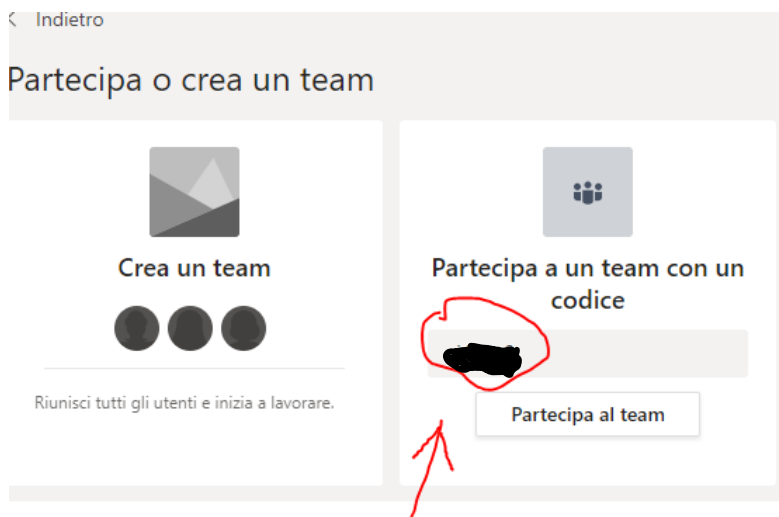 Indietro
Partecipa o crea un team
Crea un team
Riunisci tutti gli utenti e inizia a lavorare.
Partecipa a un team con un
codice
Partecipa al team